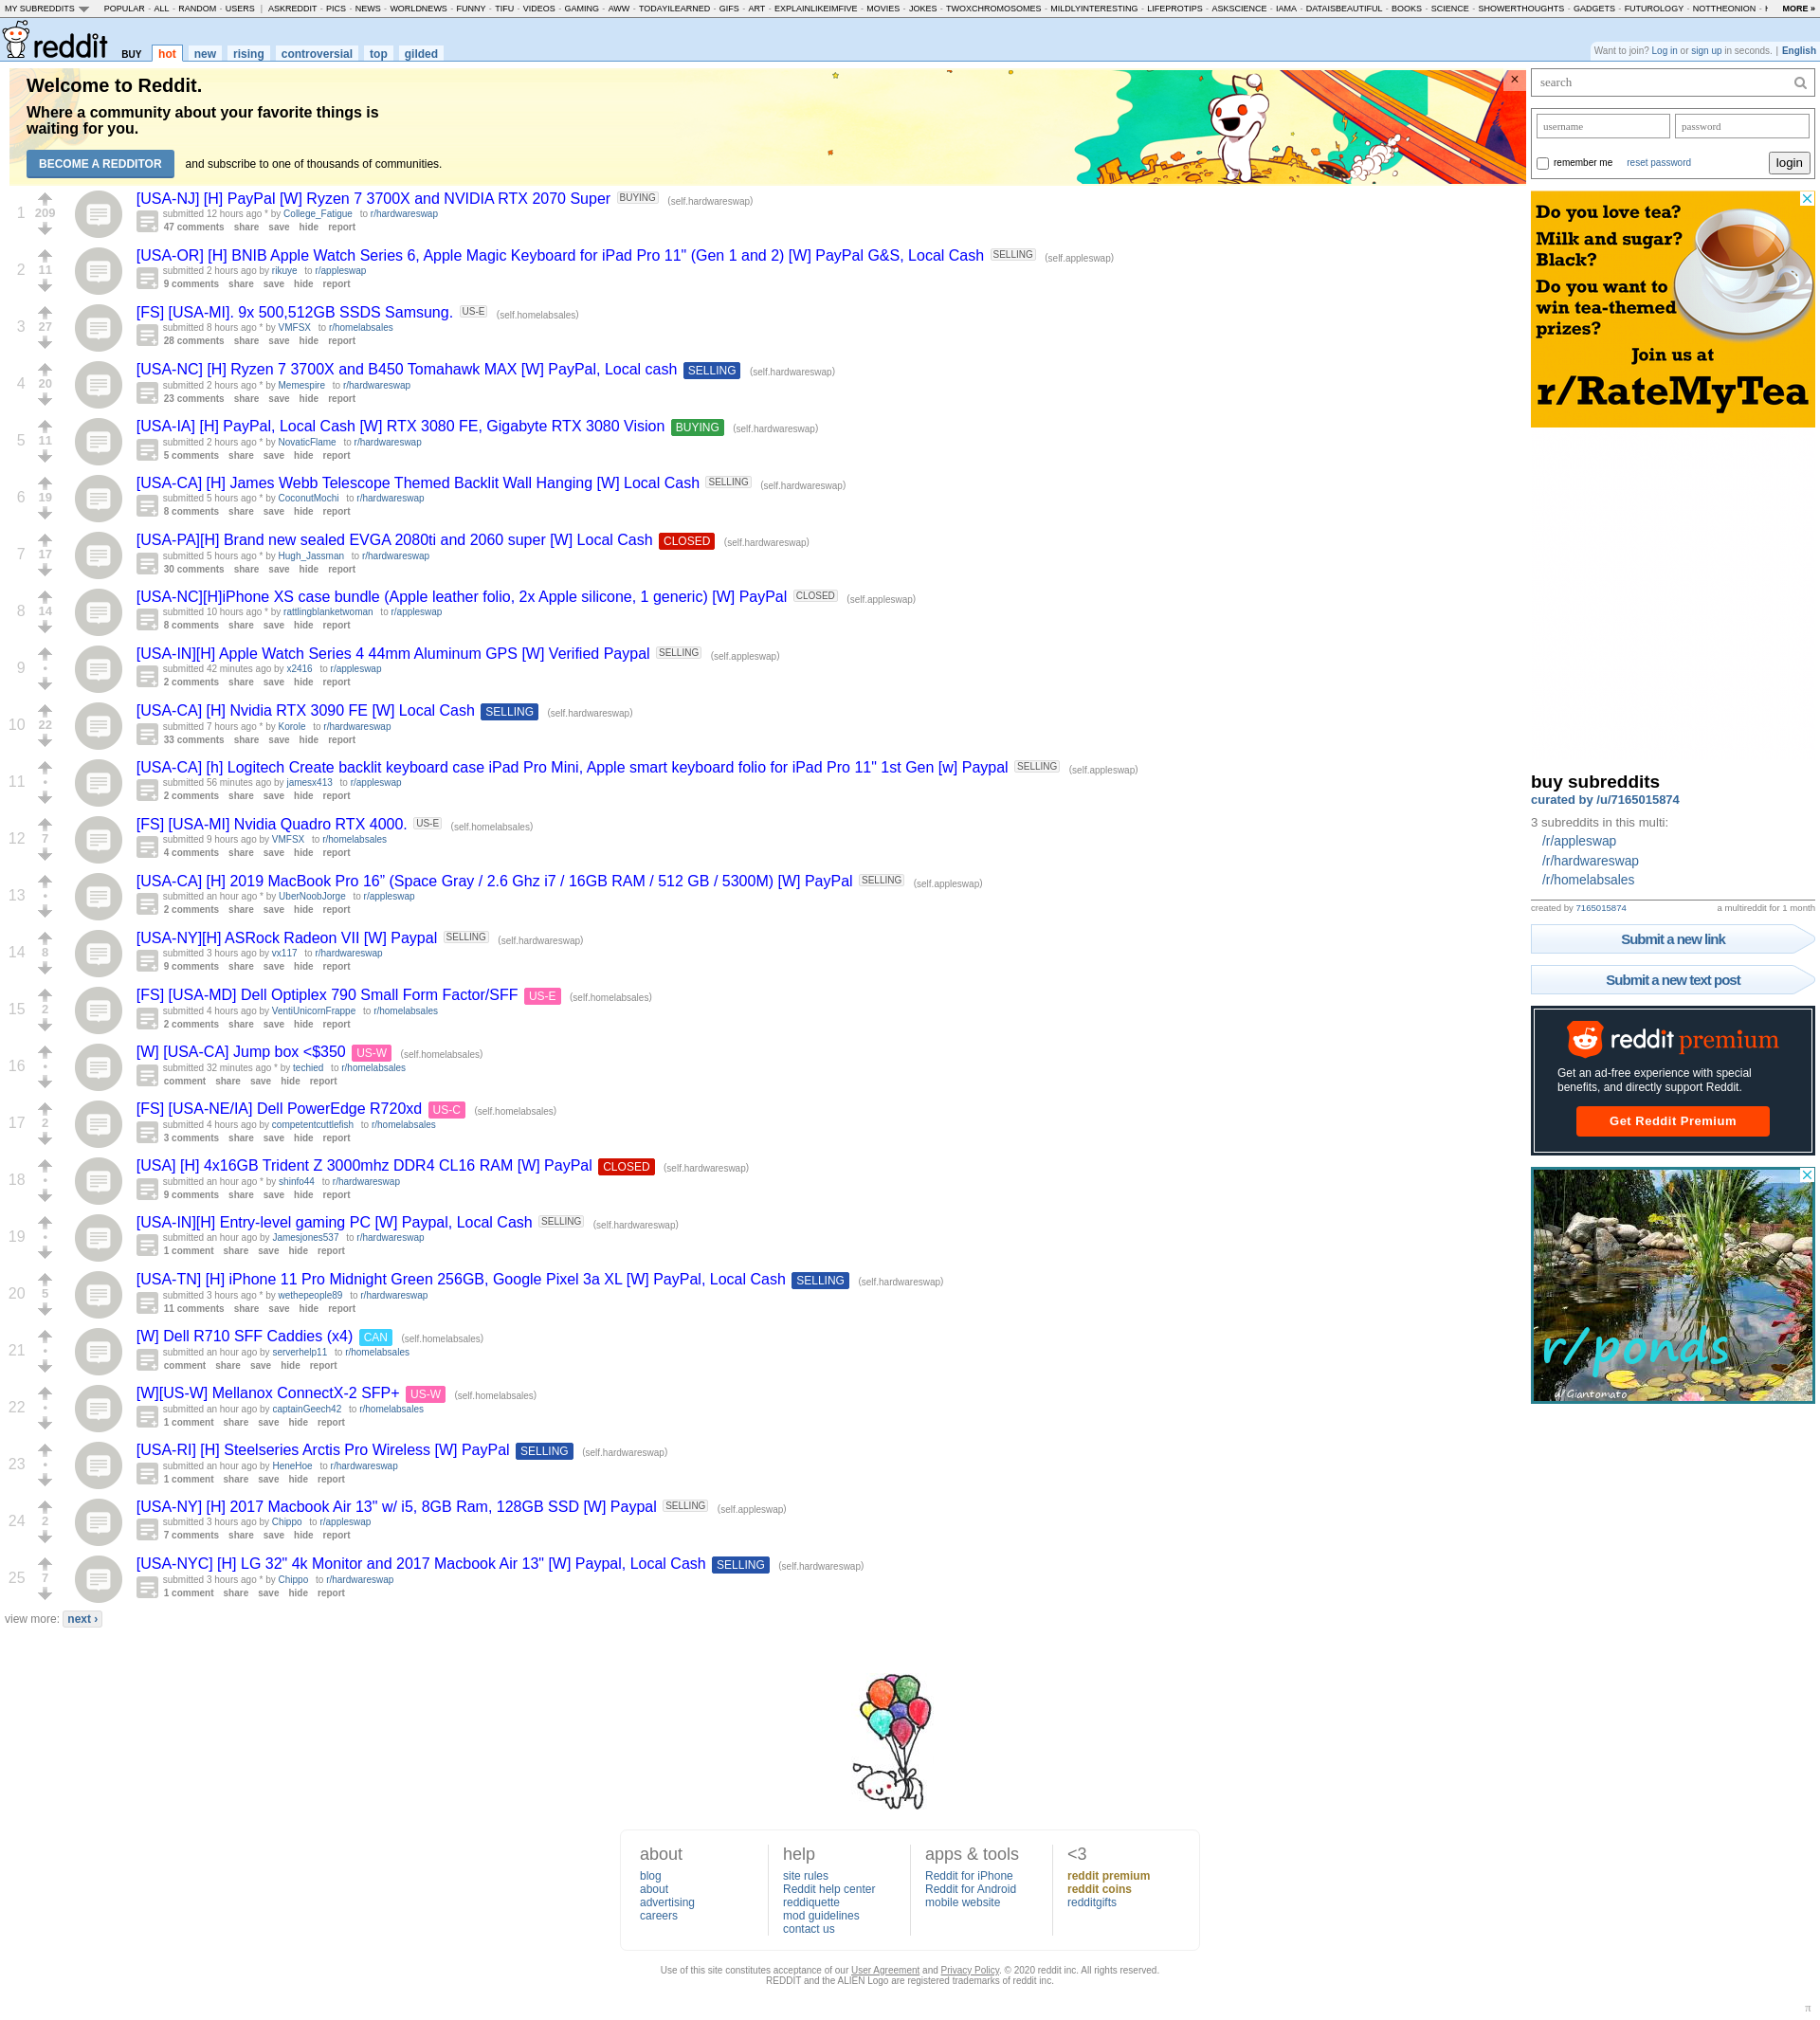 MY SUBREDDITS POPULAR - ALL - RANDOM - USERS | ASKREDDIT - PICS - NEWS - WORLDNEWS - FUNNY - TIFU - VIDEOS - GAMING - AWW - TODAYILEARNED - GIFS - ART - EXPLAINLIKEIMFIVE - MOVIES - JOKES - TWOXCHROMOSOMES - MILDLYINTERESTING - LIFEPROTIPS - ASKSCIENCE - IAMA - DATAISBEAUTIFUL - BOOKS - SCIENCE - SHOWERTHOUGHTS - GADGETS - FUTUROLOGY - NOTTHEONION - MORE »
reddit BUY hot new rising controversial top gilded
Want to join? Log in or sign up in seconds. | English
Welcome to Reddit.
Where a community about your favorite things is
waiting for you.
BECOME A REDDITOR and subscribe to one of thousands of communities.
×
1 209 [USA-NJ] [H] PayPal [W] Ryzen 7 3700X and NVIDIA RTX 2070 Super BUYING (self.hardwareswap)
submitted 12 hours ago * by College_Fatigue to r/hardwareswap
47 comments share save hide report
2 11 [USA-OR] [H] BNIB Apple Watch Series 6, Apple Magic Keyboard for iPad Pro 11" (Gen 1 and 2) [W] PayPal G&S, Local Cash SELLING (self.appleswap)
submitted 2 hours ago by rikuye to r/appleswap
9 comments share save hide report
3 27 [FS] [USA-MI]. 9x 500,512GB SSDS Samsung. US-E (self.homelabsales)
submitted 8 hours ago * by VMFSX to r/homelabsales
28 comments share save hide report
4 20 [USA-NC] [H] Ryzen 7 3700X and B450 Tomahawk MAX [W] PayPal, Local cash SELLING (self.hardwareswap)
submitted 2 hours ago * by Memespire to r/hardwareswap
23 comments share save hide report
5 11 [USA-IA] [H] PayPal, Local Cash [W] RTX 3080 FE, Gigabyte RTX 3080 Vision BUYING (self.hardwareswap)
submitted 2 hours ago * by NovaticFlame to r/hardwareswap
5 comments share save hide report
6 19 [USA-CA] [H] James Webb Telescope Themed Backlit Wall Hanging [W] Local Cash SELLING (self.hardwareswap)
submitted 5 hours ago * by CoconutMochi to r/hardwareswap
8 comments share save hide report
7 17 [USA-PA][H] Brand new sealed EVGA 2080ti and 2060 super [W] Local Cash CLOSED (self.hardwareswap)
submitted 5 hours ago * by Hugh_Jassman to r/hardwareswap
30 comments share save hide report
8 14 [USA-NC][H]iPhone XS case bundle (Apple leather folio, 2x Apple silicone, 1 generic) [W] PayPal CLOSED (self.appleswap)
submitted 10 hours ago * by rattlingblanketwoman to r/appleswap
8 comments share save hide report
9 • [USA-IN][H] Apple Watch Series 4 44mm Aluminum GPS [W] Verified Paypal SELLING (self.appleswap)
submitted 42 minutes ago by x2416 to r/appleswap
2 comments share save hide report
10 22 [USA-CA] [H] Nvidia RTX 3090 FE [W] Local Cash SELLING (self.hardwareswap)
submitted 7 hours ago * by Korole to r/hardwareswap
33 comments share save hide report
11 • [USA-CA] [h] Logitech Create backlit keyboard case iPad Pro Mini, Apple smart keyboard folio for iPad Pro 11" 1st Gen [w] Paypal SELLING (self.appleswap)
submitted 56 minutes ago by jamesx413 to r/appleswap
2 comments share save hide report
12 7 [FS] [USA-MI] Nvidia Quadro RTX 4000. US-E (self.homelabsales)
submitted 9 hours ago by VMFSX to r/homelabsales
4 comments share save hide report
13 • [USA-CA] [H] 2019 MacBook Pro 16” (Space Gray / 2.6 Ghz i7 / 16GB RAM / 512 GB / 5300M) [W] PayPal SELLING (self.appleswap)
submitted an hour ago * by UberNoobJorge to r/appleswap
2 comments share save hide report
14 8 [USA-NY][H] ASRock Radeon VII [W] Paypal SELLING (self.hardwareswap)
submitted 3 hours ago by vx117 to r/hardwareswap
9 comments share save hide report
15 2 [FS] [USA-MD] Dell Optiplex 790 Small Form Factor/SFF US-E (self.homelabsales)
submitted 4 hours ago by VentiUnicornFrappe to r/homelabsales
2 comments share save hide report
16 • [W] [USA-CA] Jump box <$350 US-W (self.homelabsales)
submitted 32 minutes ago * by techied to r/homelabsales
comment share save hide report
17 2 [FS] [USA-NE/IA] Dell PowerEdge R720xd US-C (self.homelabsales)
submitted 4 hours ago by competentcuttlefish to r/homelabsales
3 comments share save hide report
18 • [USA] [H] 4x16GB Trident Z 3000mhz DDR4 CL16 RAM [W] PayPal CLOSED (self.hardwareswap)
submitted an hour ago * by shinfo44 to r/hardwareswap
9 comments share save hide report
19 • [USA-IN][H] Entry-level gaming PC [W] Paypal, Local Cash SELLING (self.hardwareswap)
submitted an hour ago by Jamesjones537 to r/hardwareswap
1 comment share save hide report
20 5 [USA-TN] [H] iPhone 11 Pro Midnight Green 256GB, Google Pixel 3a XL [W] PayPal, Local Cash SELLING (self.hardwareswap)
submitted 3 hours ago * by wethepeople89 to r/hardwareswap
11 comments share save hide report
21 • [W] Dell R710 SFF Caddies (x4) CAN (self.homelabsales)
submitted an hour ago by serverhelp11 to r/homelabsales
comment share save hide report
22 • [W][US-W] Mellanox ConnectX-2 SFP+ US-W (self.homelabsales)
submitted an hour ago by captainGeech42 to r/homelabsales
1 comment share save hide report
23 • [USA-RI] [H] Steelseries Arctis Pro Wireless [W] PayPal SELLING (self.hardwareswap)
submitted an hour ago by HeneHoe to r/hardwareswap
1 comment share save hide report
24 2 [USA-NY] [H] 2017 Macbook Air 13" w/ i5, 8GB Ram, 128GB SSD [W] Paypal SELLING (self.appleswap)
submitted 3 hours ago by Chippo to r/appleswap
7 comments share save hide report
25 7 [USA-NYC] [H] LG 32" 4k Monitor and 2017 Macbook Air 13" [W] Paypal, Local Cash SELLING (self.hardwareswap)
submitted 3 hours ago * by Chippo to r/hardwareswap
1 comment share save hide report
view more: next ›
search
username password
remember me reset password login
Do you love tea?
Milk and sugar?
Black?
Do you want to
win tea-themed
prizes?
Join us at
r/RateMyTea
buy subreddits
curated by /u/7165015874
3 subreddits in this multi:
/r/appleswap
/r/hardwareswap
/r/homelabsales
created by 7165015874 a multireddit for 1 month
Submit a new link
Submit a new text post
reddit premium
Get an ad-free experience with special
benefits, and directly support Reddit.
Get Reddit Premium
r/ponds
u/Giantomato
about
blog
about
advertising
careers
help
site rules
Reddit help center
reddiquette
mod guidelines
contact us
apps & tools
Reddit for iPhone
Reddit for Android
mobile website
<3
reddit premium
reddit coins
redditgifts
Use of this site constitutes acceptance of our User Agreement and Privacy Policy. © 2020 reddit inc. All rights reserved.
REDDIT and the ALIEN Logo are registered trademarks of reddit inc.
π